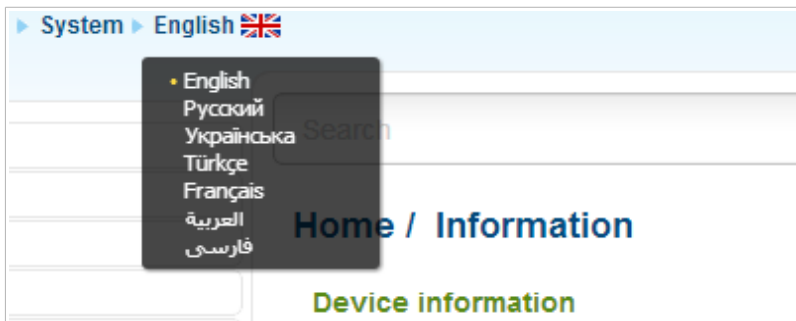 System English
• English
Русский
Українська
Türkçe
Français
العربية
فارسی
Search
Home / Information
Device information